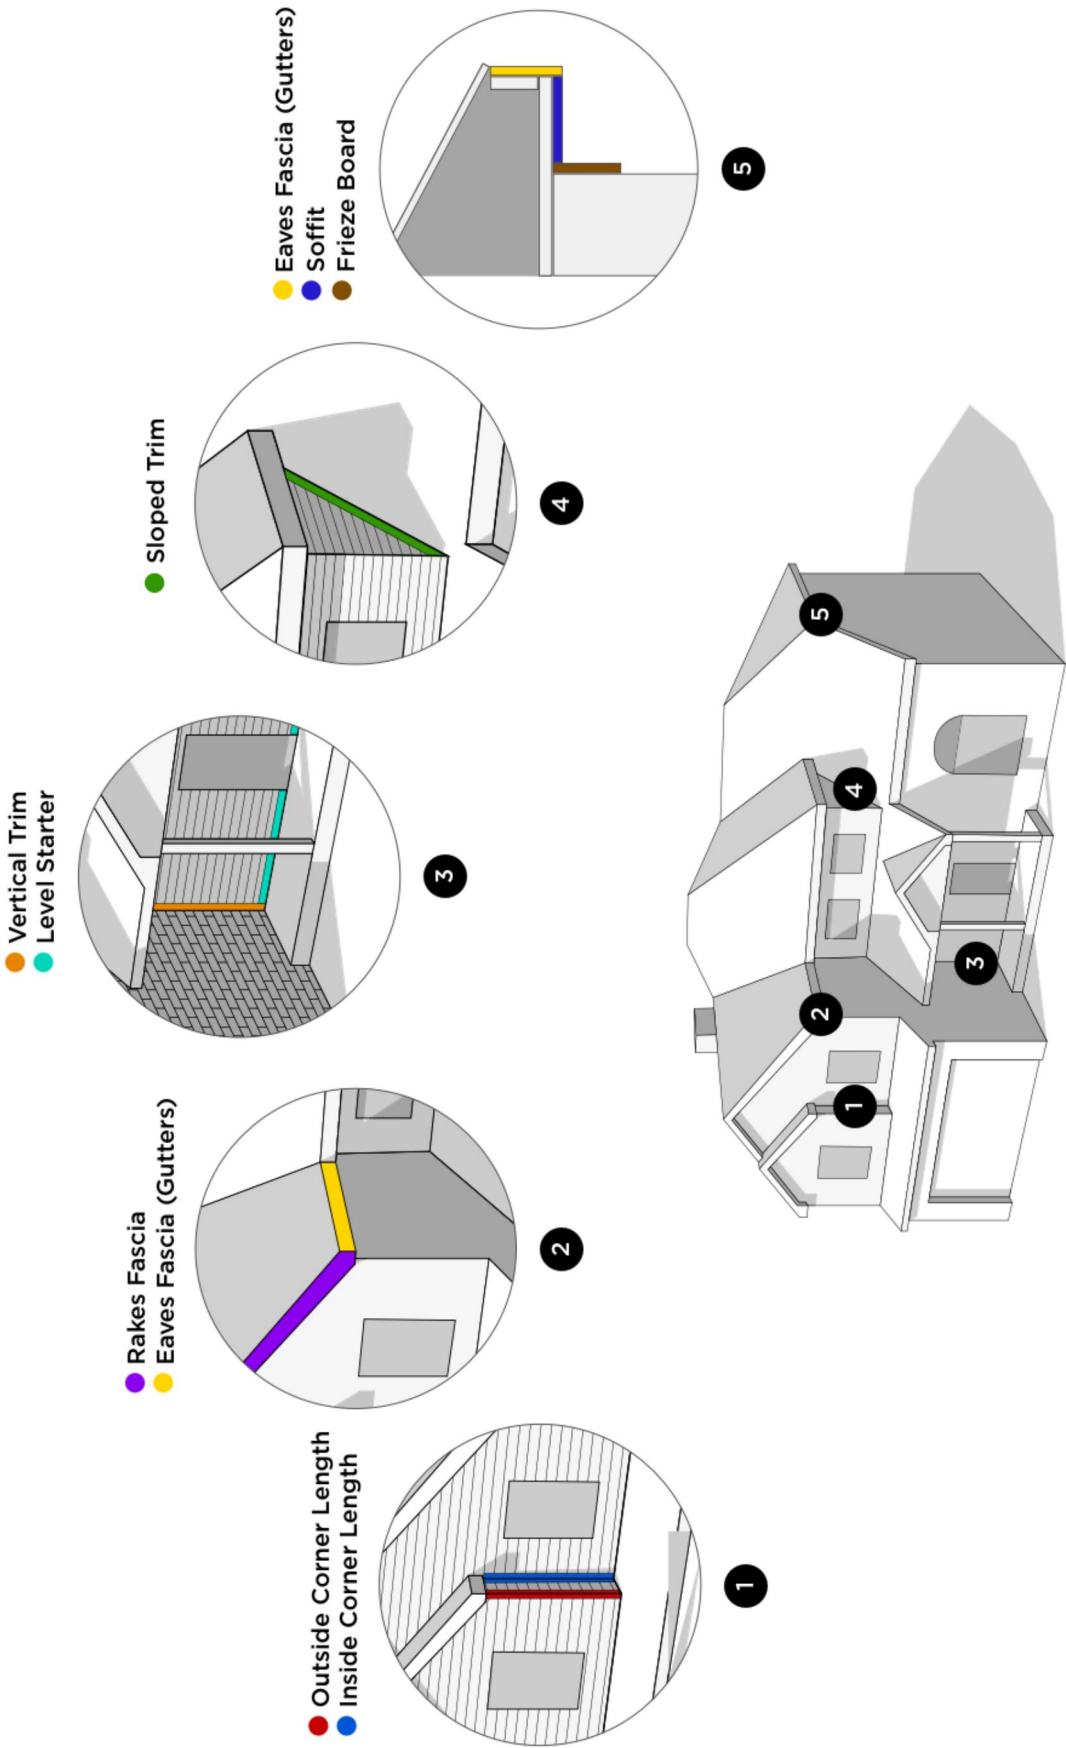 Outside Corner Length
Inside Corner Length
1
Rakes Fascia
Eaves Fascia (Gutters)
2
Vertical Trim
Level Starter
3
Sloped Trim
4
Eaves Fascia (Gutters)
Soffit
Frieze Board
5
1
2
3
4
5